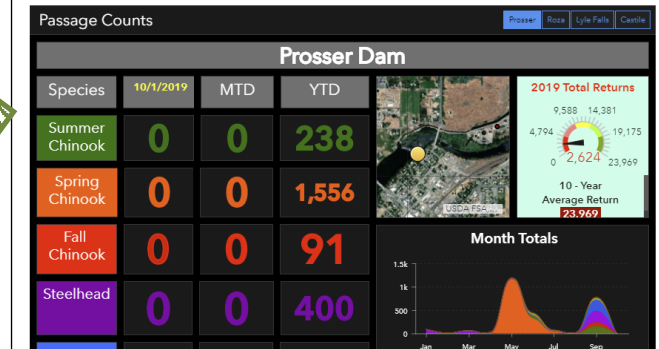 Passage Counts
Prosser Roza Lyle Falls Castile
Prosser Dam
Species 10/1/2019 MTD YTD
Summer Chinook 0 0 238
Spring Chinook 0 0 1,556
Fall Chinook 0 0 91
Steelhead 0 0 400
USDA FSA, ...
2019 Total Returns
9,588 14,381
4,794 19,175
0 2,624 23,969
10 - Year
Average Return
23,969
Month Totals
1.5k
1k
500
0
Jan Mar May Jul Sep